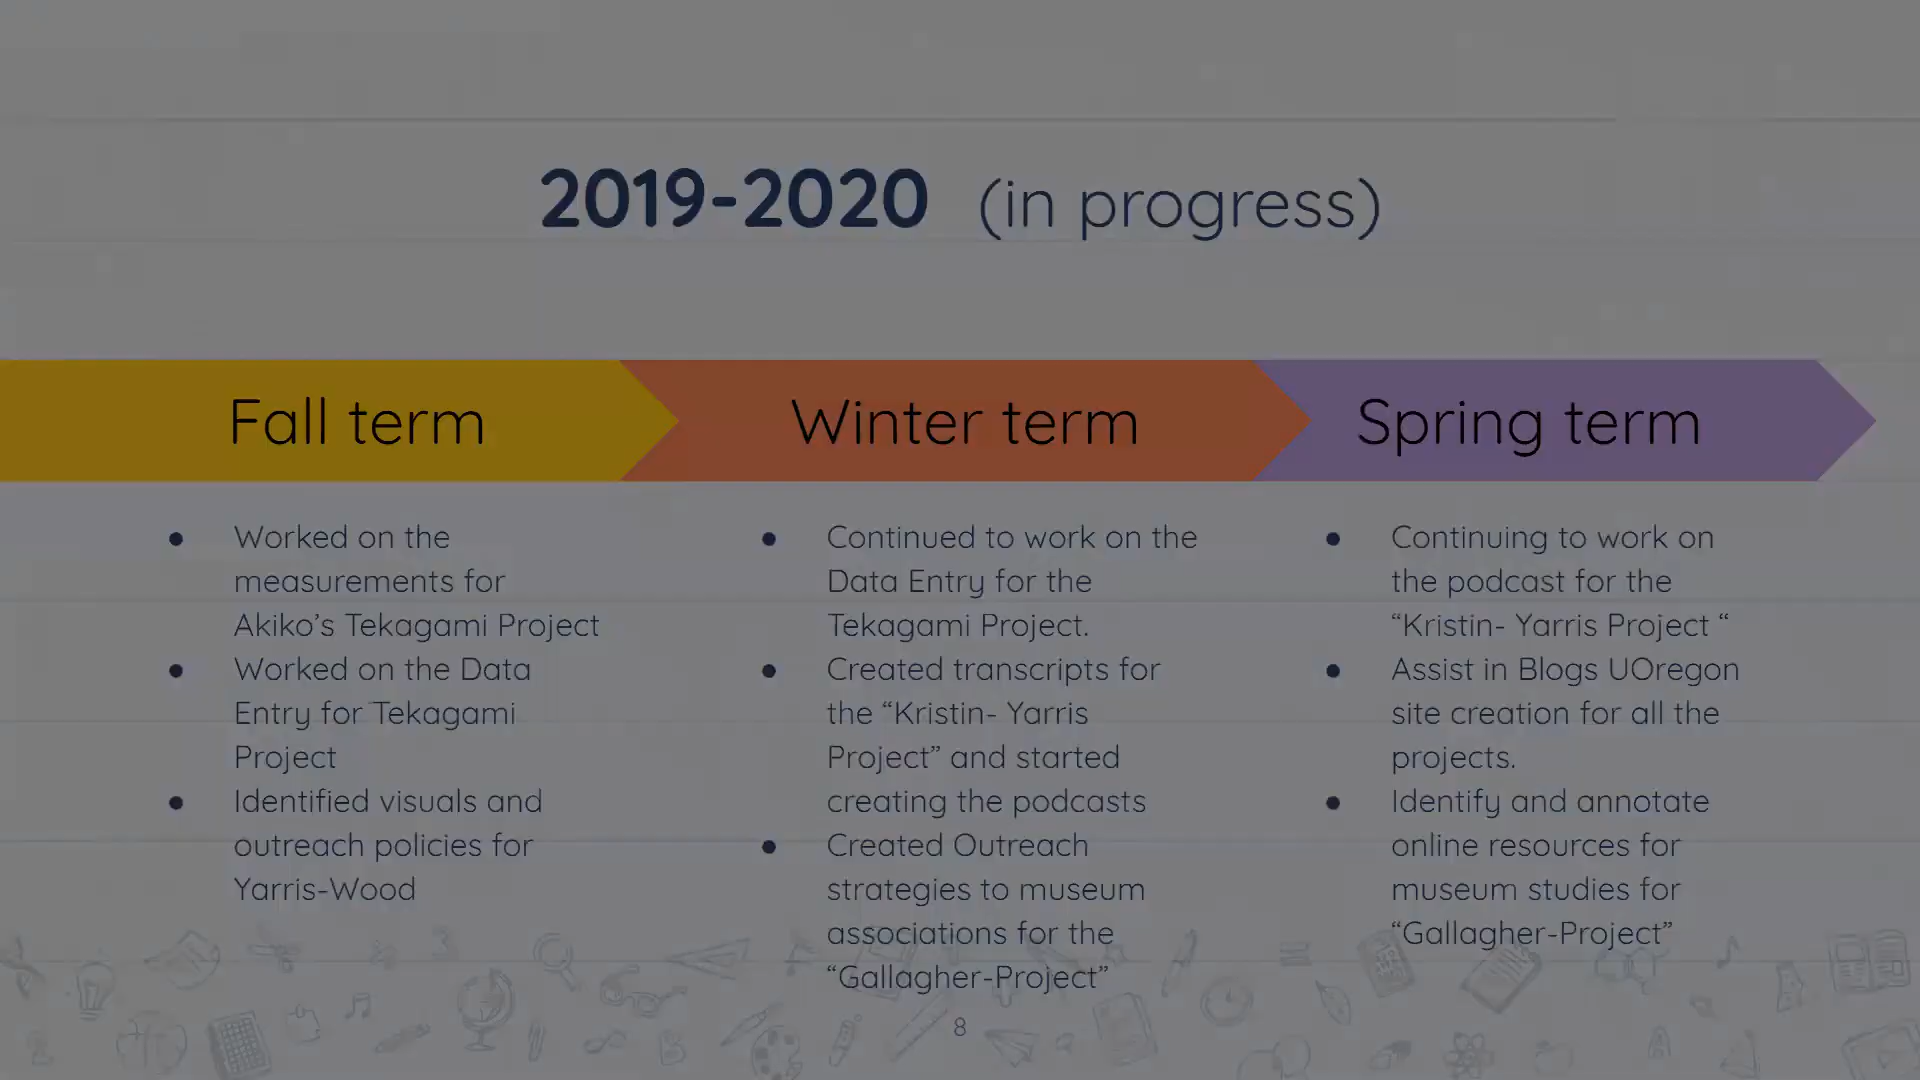 2019-2020 (in progress)
Fall term
Winter term
Spring term
● Worked on the
measurements for
Akiko’s Tekagami Project
● Worked on the Data
Entry for Tekagami
Project
● Identified visuals and
outreach policies for
Yarris-Wood
● Continued to work on the
Data Entry for the
Tekagami Project.
● Created transcripts for
the “Kristin- Yarris
Project” and started
creating the podcasts
● Created Outreach
strategies to museum
associations for the
“Gallagher-Project”
● Continuing to work on
the podcast for the
“Kristin- Yarris Project “
● Assist in Blogs UOregon
site creation for all the
projects.
● Identify and annotate
online resources for
museum studies for
“Gallagher-Project”
8